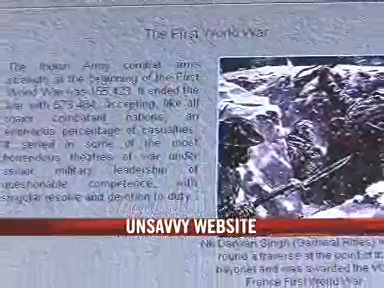 The First World War
The Indian Army combat arms
strength at the beginning of the First
World War was 155,423. It ended the
war with 573,484, accepting, like all
major combatant nations, an
enormous percentage of casualties.
It served in some of the most
horrendous theatres of war under
senior military leadership of
questionable competence, with
singular resolve and devotion to duty.
UNSAVVY WEBSITE
Nk Darwan Singh (Garhwal Rifles)
round a traverse at the point of t
bayonet and was awarded the V
France First World War